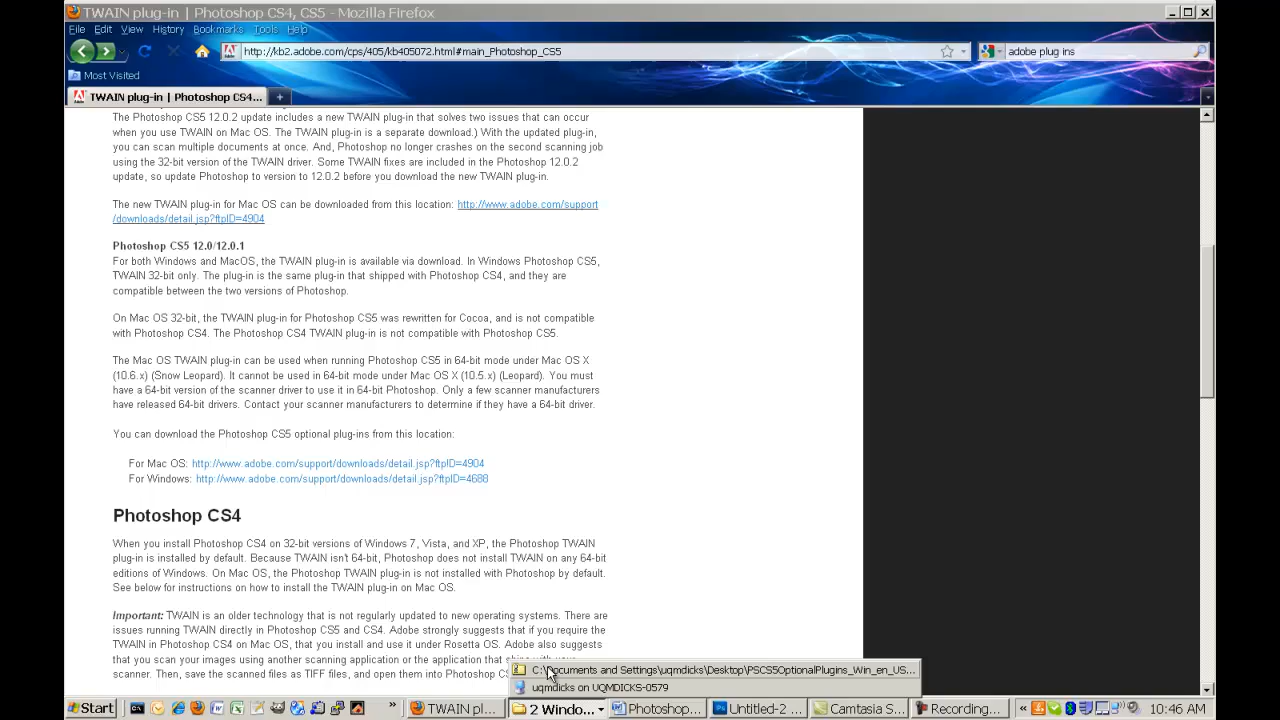 TWAIN plug-in | Photoshop CS4, CS5 - Mozilla Firefox
File Edit View History Bookmarks Tools Help
http://kb2.adobe.com/cps/405/kb405072.html#main_Photoshop_CS5
adobe plug ins
Most Visited
TWAIN plug-in | Photoshop CS4...
The Photoshop CS5 12.0.2 update includes a new TWAIN plug-in that solves two issues that can occur
when you use TWAIN on Mac OS. The TWAIN plug-in is a separate download.) With the updated plug-in,
you can scan multiple documents at once. And, Photoshop no longer crashes on the second scanning job
using the 32-bit version of the TWAIN driver. Some TWAIN fixes are included in the Photoshop 12.0.2
update, so update Photoshop to version to 12.0.2 before you download the new TWAIN plug-in.
The new TWAIN plug-in for Mac OS can be downloaded from this location: http://www.adobe.com/support
/downloads/detail.jsp?ftpID=4904
Photoshop CS5 12.0/12.0.1
For both Windows and MacOS, the TWAIN plug-in is available via download. In Windows Photoshop CS5,
TWAIN 32-bit only. The plug-in is the same plug-in that shipped with Photoshop CS4, and they are
compatible between the two versions of Photoshop.
On Mac OS 32-bit, the TWAIN plug-in for Photoshop CS5 was rewritten for Cocoa, and is not compatible
with Photoshop CS4. The Photoshop CS4 TWAIN plug-in is not compatible with Photoshop CS5.
The Mac OS TWAIN plug-in can be used when running Photoshop CS5 in 64-bit mode under Mac OS X
(10.6.x) (Snow Leopard). It cannot be used in 64-bit mode under Mac OS X (10.5.x) (Leopard). You must
have a 64-bit version of the scanner driver to use it in 64-bit Photoshop. Only a few scanner manufacturers
have released 64-bit drivers. Contact your scanner manufacturers to determine if they have a 64-bit driver.
You can download the Photoshop CS5 optional plug-ins from this location:
For Mac OS: http://www.adobe.com/support/downloads/detail.jsp?ftpID=4904
For Windows: http://www.adobe.com/support/downloads/detail.jsp?ftpID=4688
Photoshop CS4
When you install Photoshop CS4 on 32-bit versions of Windows 7, Vista, and XP, the Photoshop TWAIN
plug-in is installed by default. Because TWAIN isn't 64-bit, Photoshop does not install TWAIN on any 64-bit
editions of Windows. On Mac OS, the Photoshop TWAIN plug-in is not installed with Photoshop by default.
See below for instructions on how to install the TWAIN plug-in on Mac OS.
Important: TWAIN is an older technology that is not regularly updated to new operating systems. There are
issues running TWAIN directly in Photoshop CS5 and CS4. Adobe strongly suggests that if you require the
TWAIN in Photoshop CS4 on Mac OS, that you install and use it under Rosetta OS. Adobe also suggests
that you scan your images using another scanning application or the application that
scanner. Then, save the scanned files as TIFF files, and open them into Photoshop
C:\Documents and Settings\uqmdicks\Desktop\PSCS5OptionalPlugins_Win_en_US...
uqmdicks on UQMDICKS-0579
Start » TWAIN pl... 2 Windo... Photoshop... Untitled 2 ... Camtasia S... Recording... « 10:46 AM